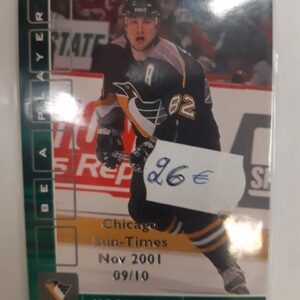 BE A PLAYER
STATE
A
82
s Rep
26 €
Chicago
Sun-Times
Nov 2001
09/10